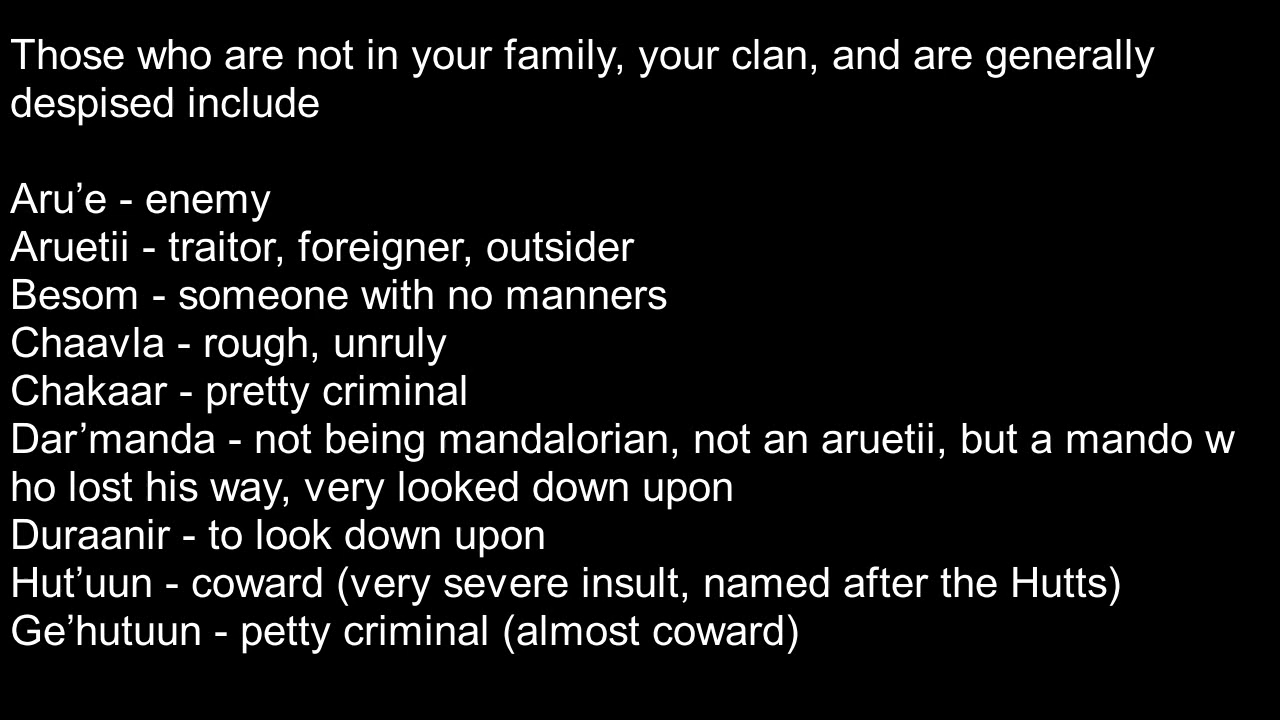 Those who are not in your family, your clan, and are generally
despised include
Aru’e - enemy
Aruetii - traitor, foreigner, outsider
Besom - someone with no manners
Chaavla - rough, unruly
Chakaar - pretty criminal
Dar’manda - not being mandalorian, not an aruetii, but a mando w
ho lost his way, very looked down upon
Duraanir - to look down upon
Hut’uun - coward (very severe insult, named after the Hutts)
Ge’hutuun - petty criminal (almost coward)